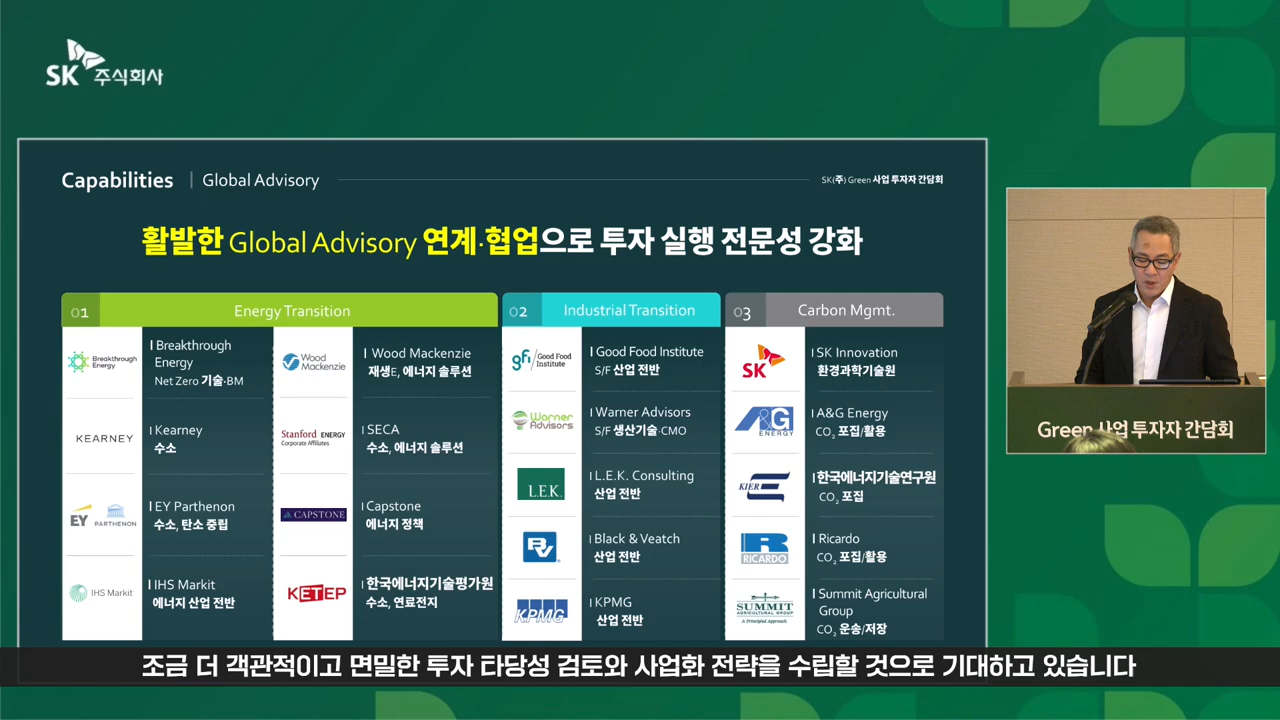 SK 주식회사
Capabilities | Global Advisory
SK(주) Green 사업 투자자 간담회
활발한 Global Advisory 연계·협업으로 투자 실행 전문성 강화
01 Energy Transition
Breakthrough Energy
Breakthrough
Energy
Net Zero 기술·BM
KEARNEY
Kearney
수소
EY PARTHENON
EY Parthenon
수소, 탄소 중립
IHS Markit
IHS Markit
에너지 산업 전반
Wood
Mackenzie
Wood Mackenzie
재생E, 에너지 솔루션
Stanford ENERGY
Corporate Affiliates
SECA
수소, 에너지 솔루션
CAPSTONE
Capstone
에너지 정책
KETEP
한국에너지기술평가원
수소, 연료전지
02 Industrial Transition
gfi/Good Food
Institute
Good Food Institute
S/F 산업 전반
Warner
Advisors
Warner Advisors
S/F 생산기술·CMO
L.E.K.
L.E.K. Consulting
산업 전반
BV
Black & Veatch
산업 전반
KPMG
KPMG
산업 전반
03 Carbon Mgmt.
SK
SK Innovation
환경과학기술원
A&G
ENERGY
A&G Energy
CO₂ 포집/활용
KIER
한국에너지기술연구원
CO₂ 포집
R
RICARDO
Ricardo
CO₂ 포집/활용
SUMMIT
AGRICULTURAL GROUP
A Principled Approach
Summit Agricultural
Group
CO₂ 운송/저장
Green 사업 투자자 간담회
조금 더 객관적이고 면밀한 투자 타당성 검토와 사업화 전략을 수립할 것으로 기대하고 있습니다